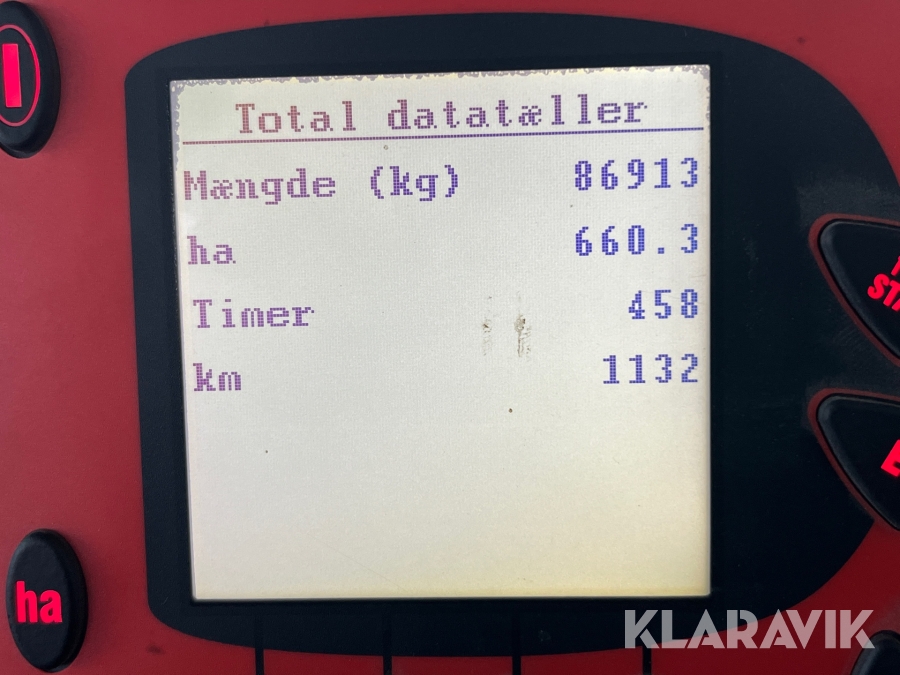 Total datatæller
Mængde (kg) 86913
ha 660.3
Timer 458
km 1132
ha
KLARAVIK